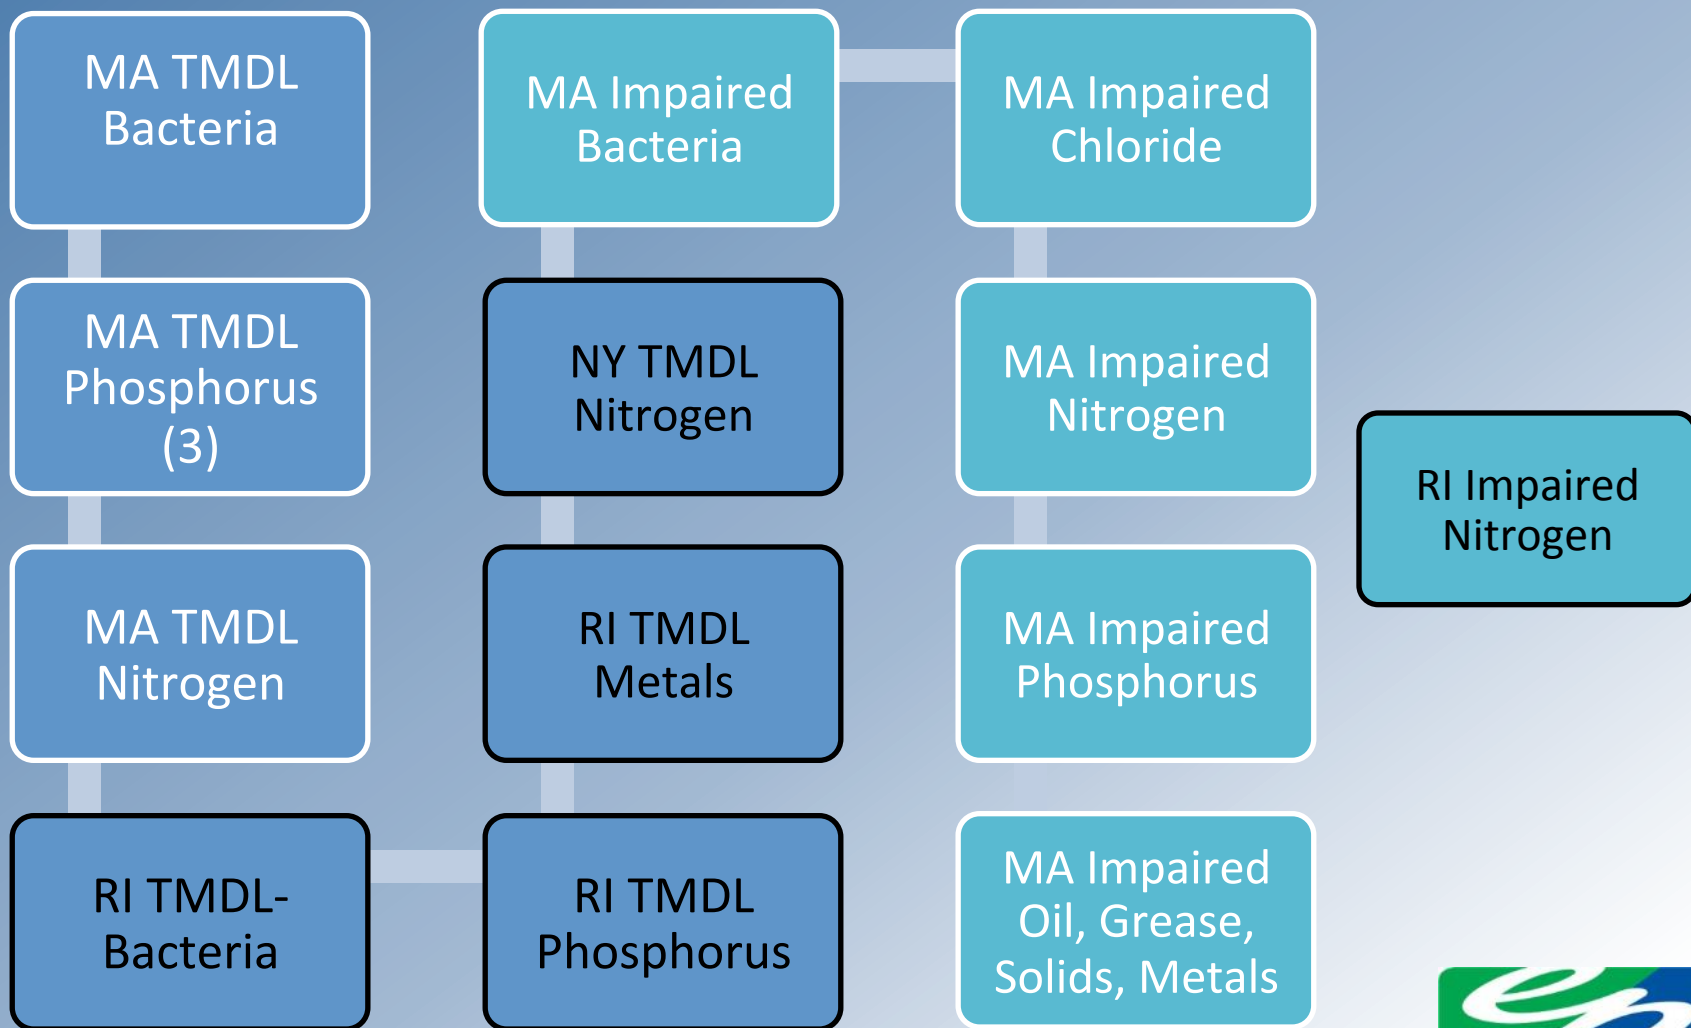 MA TMDL
Bacteria
MA TMDL
Phosphorus
(3)
MA TMDL
Nitrogen
RI TMDL-
Bacteria
RI TMDL
Phosphorus
RI TMDL
Metals
NY TMDL
Nitrogen
MA Impaired
Bacteria
MA Impaired
Chloride
MA Impaired
Nitrogen
MA Impaired
Phosphorus
MA Impaired
Oil, Grease,
Solids, Metals
RI Impaired
Nitrogen